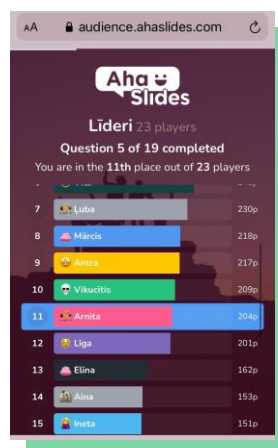 AA audience.ahaslides.com
Aha
Slides
Līderi 23 players
Question 5 of 19 completed
You are in the 11th place out of 23 players
7 Luba 230p
8 Mārcis 218p
9 Antra 217p
10 Vikucītis 209p
11 Arnita 204p
12 Līga 201p
13 Elīna 162p
14 Aina 153p
15 Ineta 151p